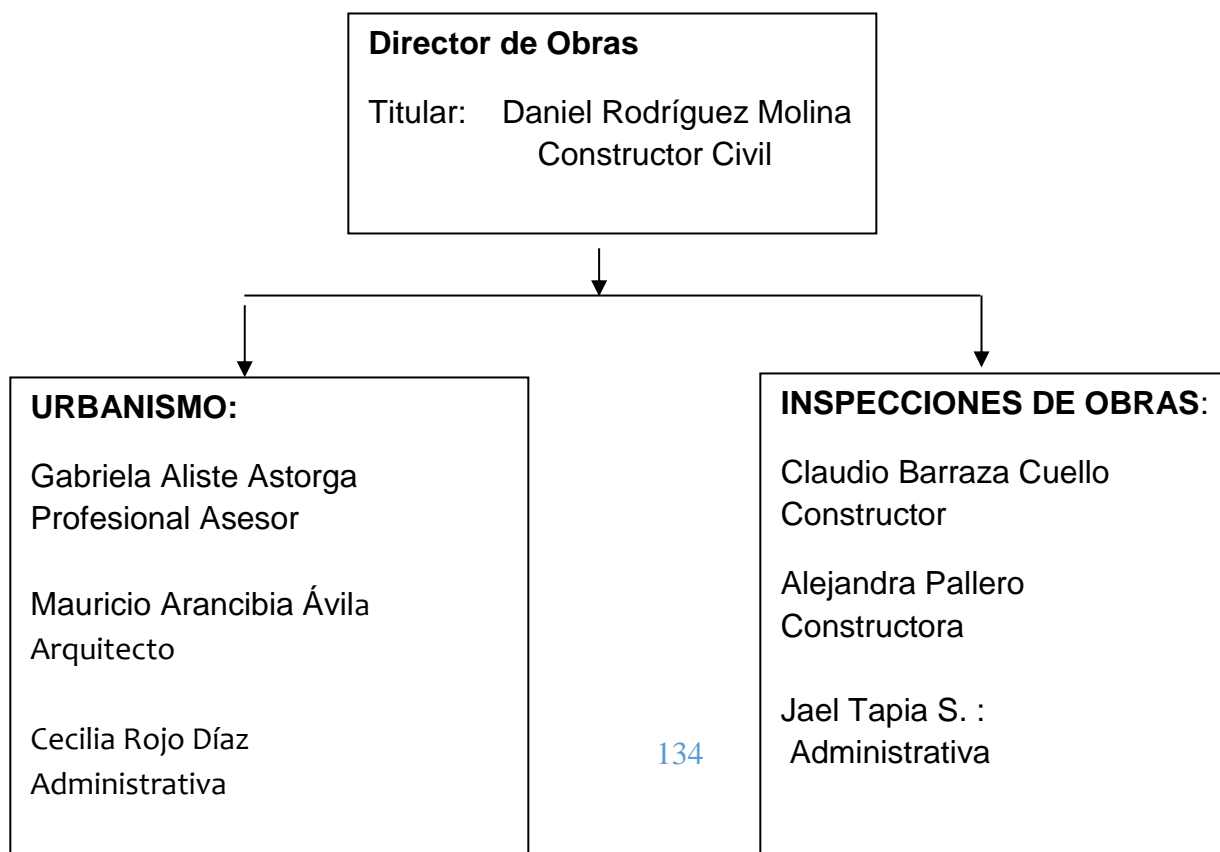 Director de Obras
Titular: Daniel Rodríguez Molina
Constructor Civil
URBANISMO:
Gabriela Aliste Astorga
Profesional Asesor
Mauricio Arancibia Ávila
Arquitecto
Cecilia Rojo Díaz
Administrativa
INSPECCIONES DE OBRAS:
Claudio Barraza Cuello
Constructor
Alejandra Pallero
Constructora
Jael Tapia S. :
Administrativa
134